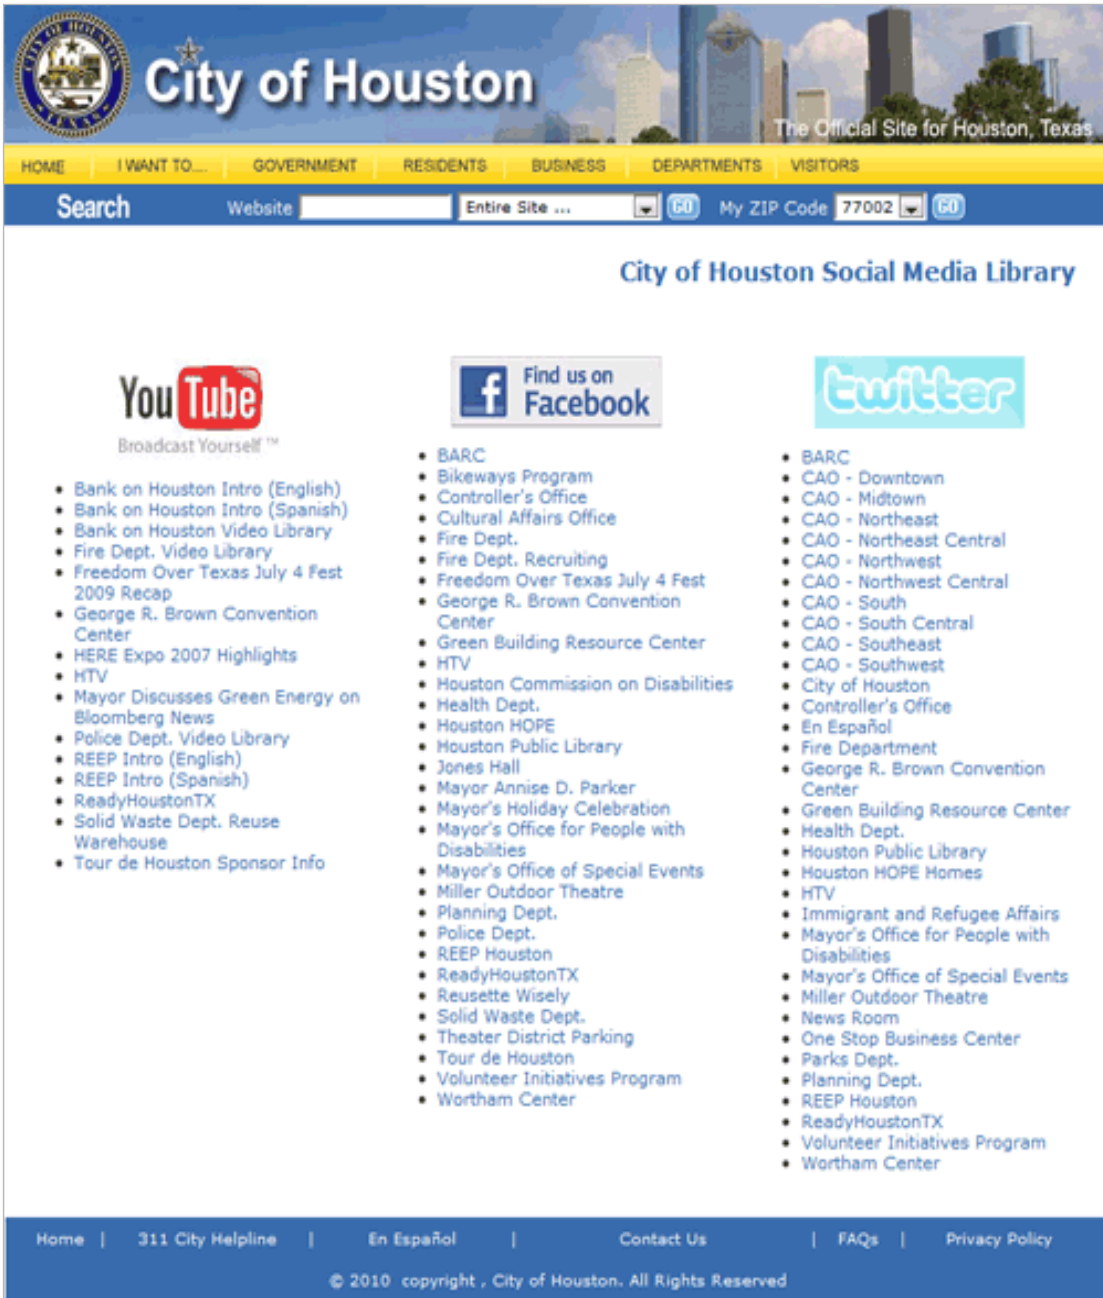 CITY OF HOUSTON
TEXAS
City of Houston
The Official Site for Houston, Texas
HOME
I WANT TO....
GOVERNMENT
RESIDENTS
BUSINESS
DEPARTMENTS
VISITORS
Search
Website
Entire Site ...
GO
My ZIP Code
77002
GO
City of Houston Social Media Library
YouTube
Broadcast Yourself ™
Bank on Houston Intro (English)
Bank on Houston Intro (Spanish)
Bank on Houston Video Library
Fire Dept. Video Library
Freedom Over Texas July 4 Fest
2009 Recap
George R. Brown Convention
Center
HERE Expo 2007 Highlights
HTV
Mayor Discusses Green Energy on
Bloomberg News
Police Dept. Video Library
REEP Intro (English)
REEP Intro (Spanish)
ReadyHoustonTX
Solid Waste Dept. Reuse
Warehouse
Tour de Houston Sponsor Info
f
Find us on
Facebook
BARC
Bikeways Program
Controller's Office
Cultural Affairs Office
Fire Dept.
Fire Dept. Recruiting
Freedom Over Texas July 4 Fest
George R. Brown Convention
Center
Green Building Resource Center
HTV
Houston Commission on Disabilities
Health Dept.
Houston HOPE
Houston Public Library
Jones Hall
Mayor Annise D. Parker
Mayor's Holiday Celebration
Mayor's Office for People with
Disabilities
Mayor's Office of Special Events
Miller Outdoor Theatre
Planning Dept.
Police Dept.
REEP Houston
ReadyHoustonTX
Reusette Wisely
Solid Waste Dept.
Theater District Parking
Tour de Houston
Volunteer Initiatives Program
Wortham Center
twitter
BARC
CAO - Downtown
CAO - Midtown
CAO - Northeast
CAO - Northeast Central
CAO - Northwest
CAO - Northwest Central
CAO - South
CAO - South Central
CAO - Southeast
CAO - Southwest
City of Houston
Controller's Office
En Español
Fire Department
George R. Brown Convention
Center
Green Building Resource Center
Health Dept.
Houston Public Library
Houston HOPE Homes
HTV
Immigrant and Refugee Affairs
Mayor's Office for People with
Disabilities
Mayor's Office of Special Events
Miller Outdoor Theatre
News Room
One Stop Business Center
Parks Dept.
Planning Dept.
REEP Houston
ReadyHoustonTX
Volunteer Initiatives Program
Wortham Center
Home | 311 City Helpline | En Español | Contact Us | FAQs | Privacy Policy
© 2010 copyright , City of Houston. All Rights Reserved